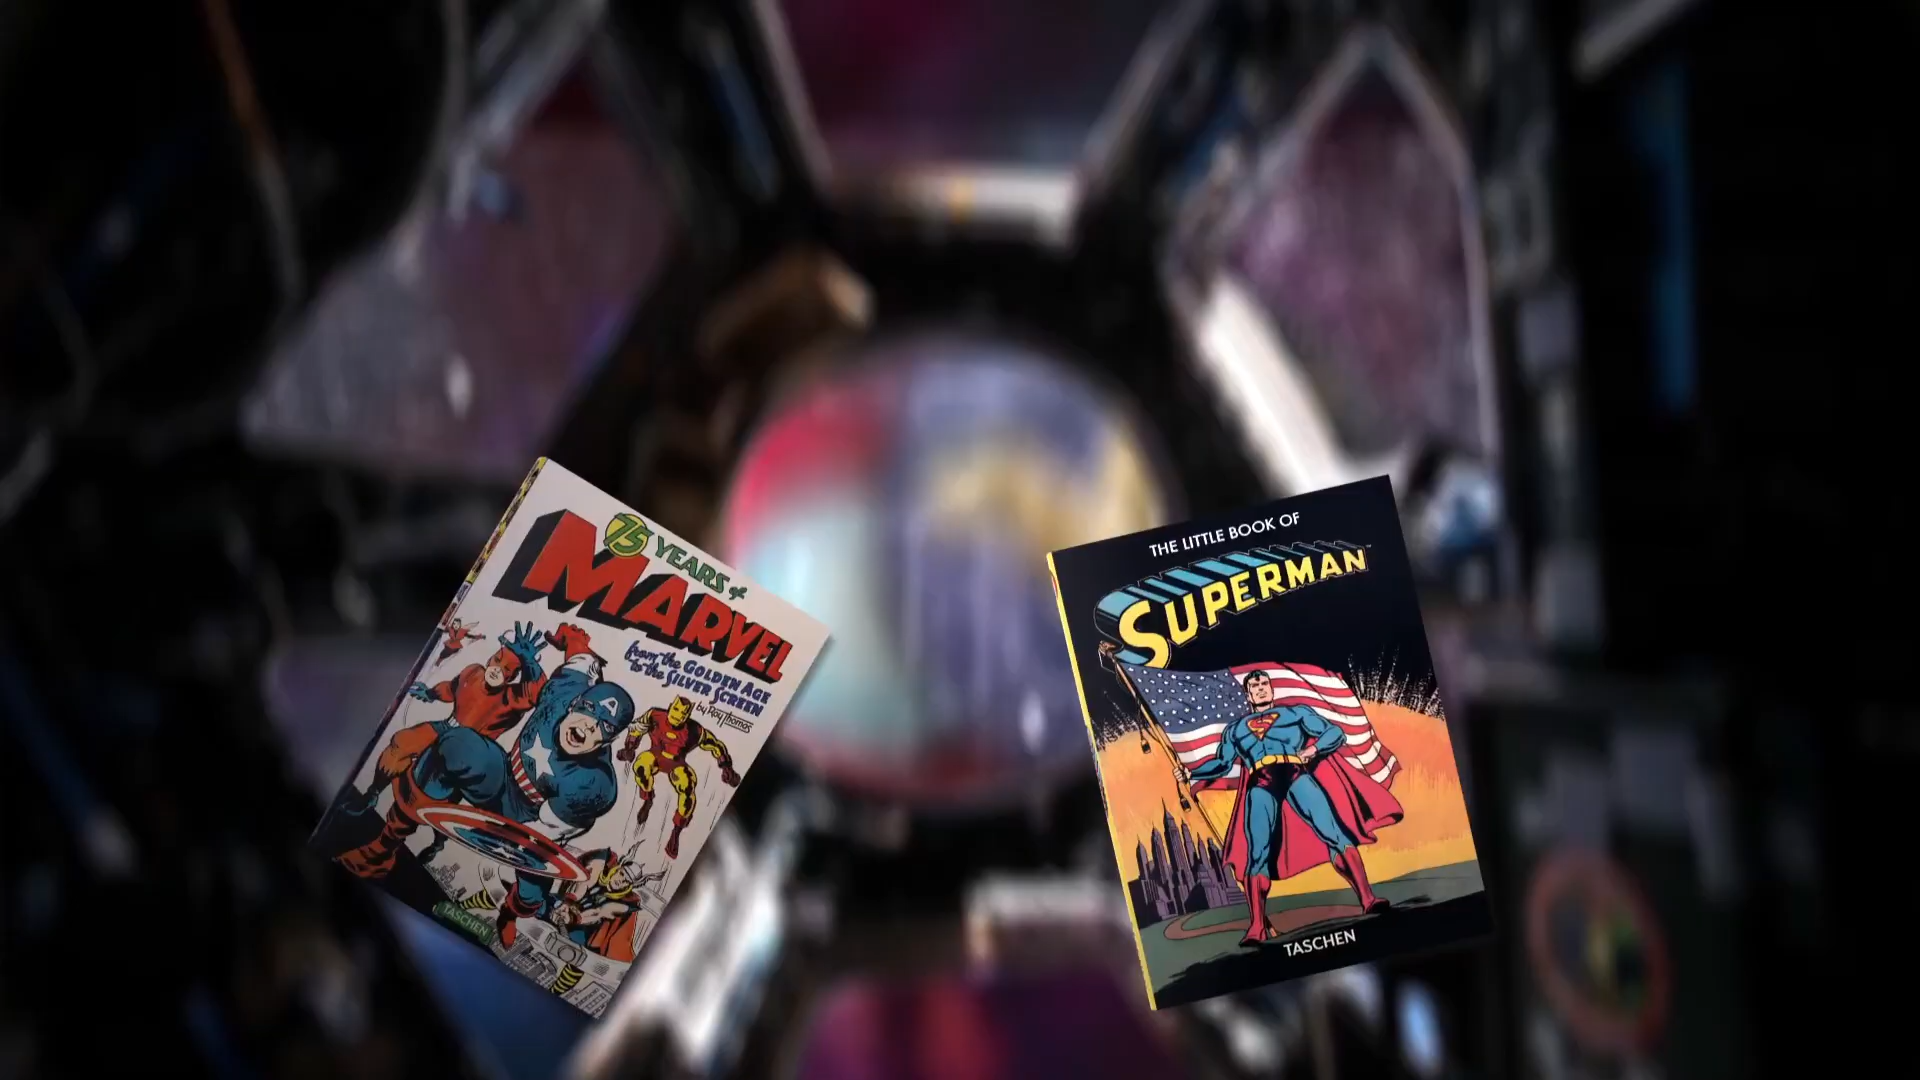 75 YEARS of
MARVEL
from the GOLDEN AGE
to the SILVER SCREEN
by Roy Thomas
A
TASCHEN
THE LITTLE BOOK OF
SUPERMAN
S
TASCHEN